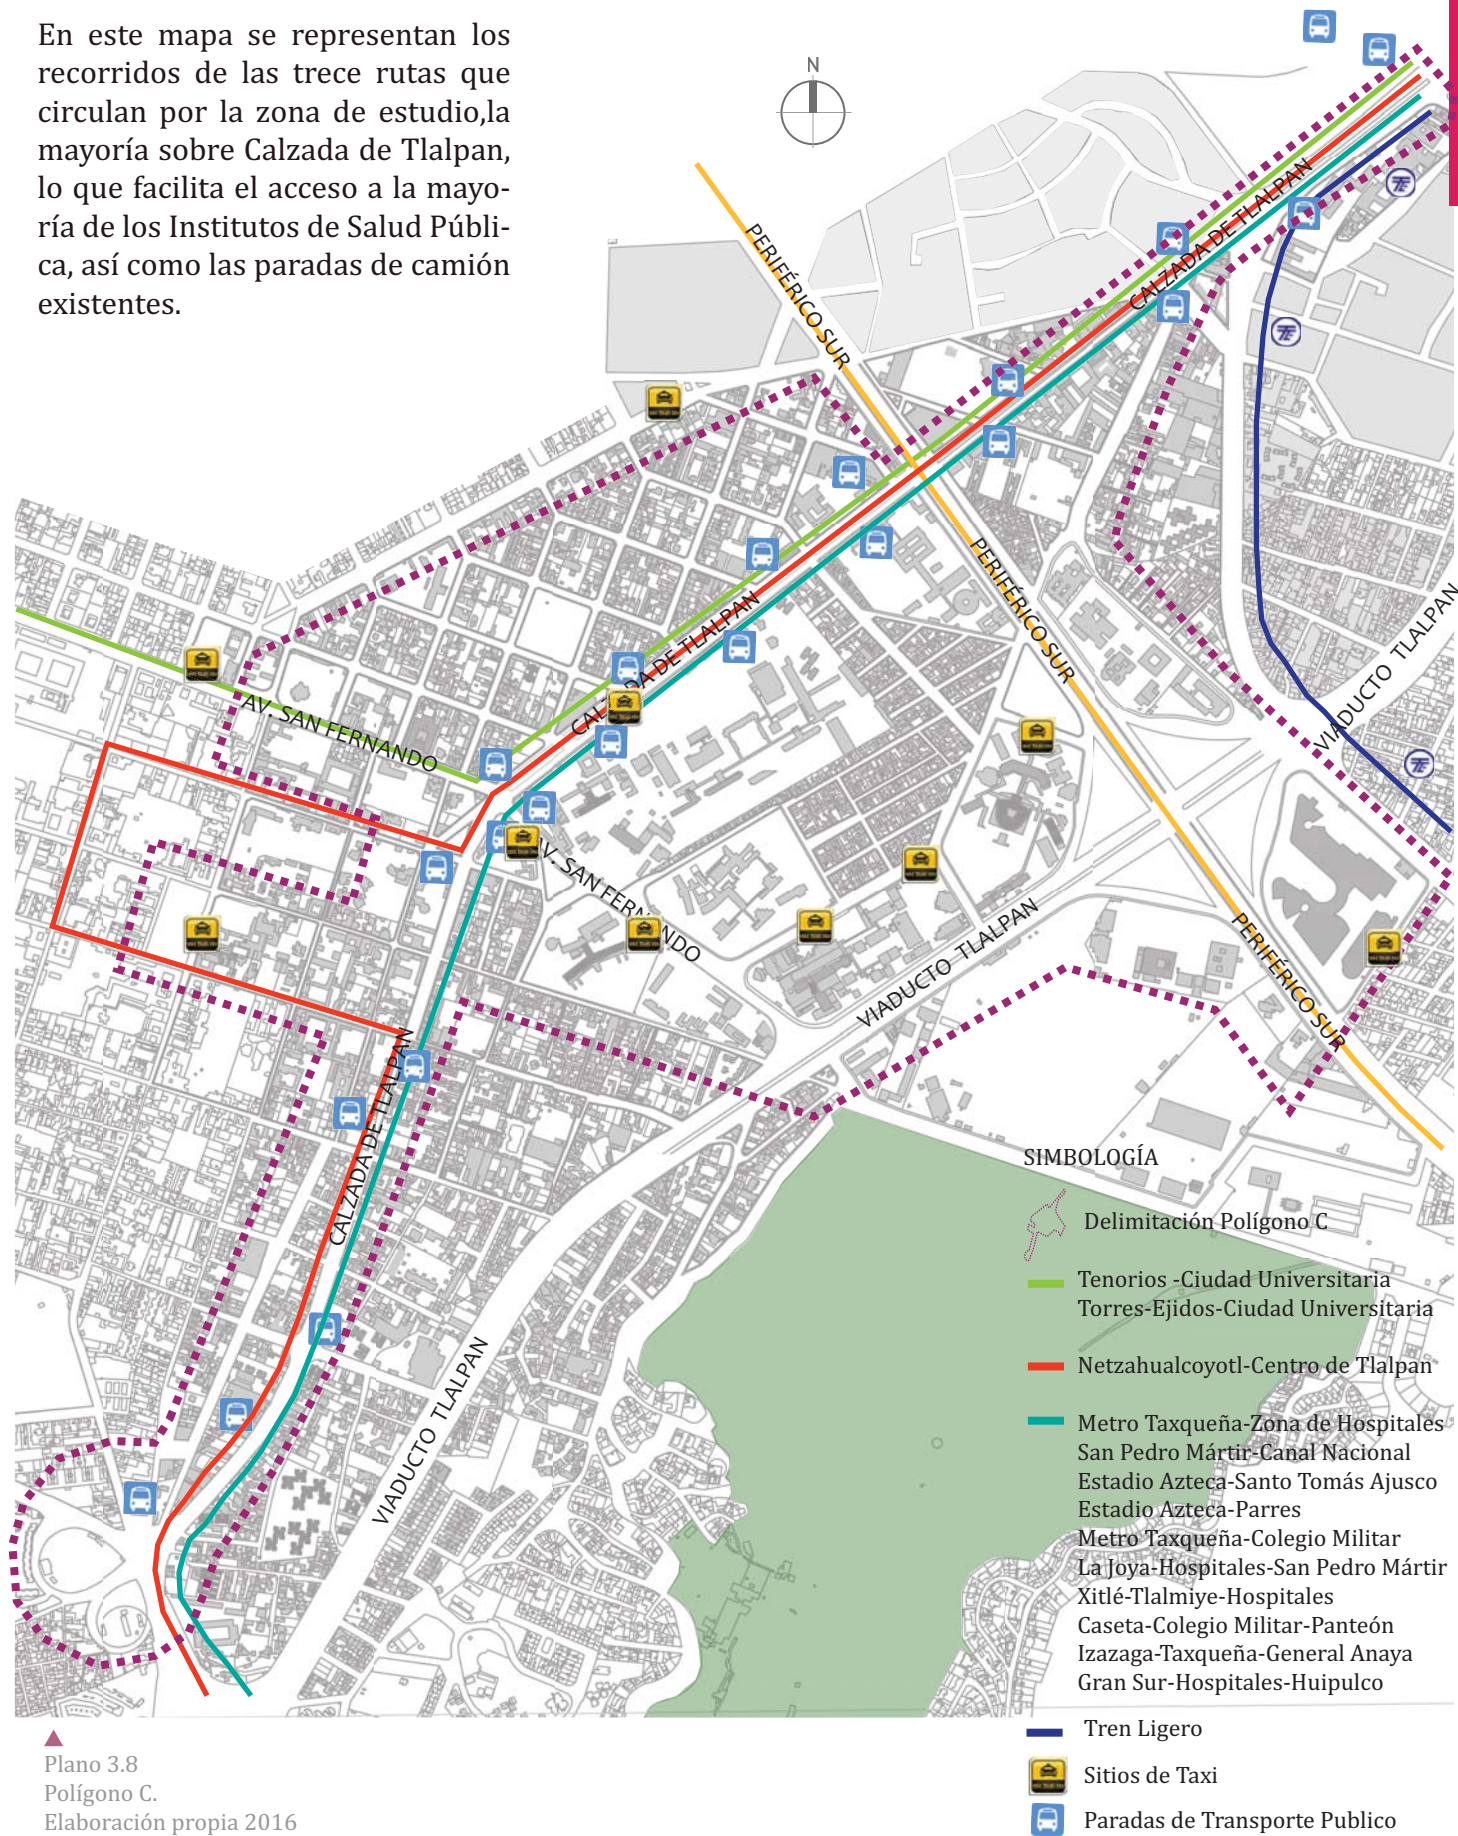 En este mapa se representan los
recorridos de las trece rutas que
circulan por la zona de estudio,la
mayoría sobre Calzada de Tlalpan,
lo que facilita el acceso a la mayo-
ría de los Institutos de Salud Públi-
ca, así como las paradas de camión
existentes.
N
PERIFÉRICO SUR
CALZADA DE TLALPAN
PERIFÉRICO SUR
CALZADA DE TLALPAN
VIADUCTO TLALPAN
AV. SAN FERNANDO
AV. SAN FERNANDO
VIADUCTO TLALPAN
PERIFÉRICO SUR
CALZADA DE TLALPAN
VIADUCTO TLALPAN
SIMBOLOGÍA
Delimitación Polígono C
Tenorios -Ciudad Universitaria
Torres-Ejidos-Ciudad Universitaria
Netzahualcoyotl-Centro de Tlalpan
Metro Taxqueña-Zona de Hospitales
San Pedro Mártir-Canal Nacional
Estadio Azteca-Santo Tomás Ajusco
Estadio Azteca-Parres
Metro Taxqueña-Colegio Militar
La Joya-Hospitales-San Pedro Mártir
Xitlé-Tlalmiye-Hospitales
Caseta-Colegio Militar-Panteón
Izazaga-Taxqueña-General Anaya
Gran Sur-Hospitales-Huipulco
Tren Ligero
Sitios de Taxi
Paradas de Transporte Publico
Plano 3.8
Polígono C.
Elaboración propia 2016